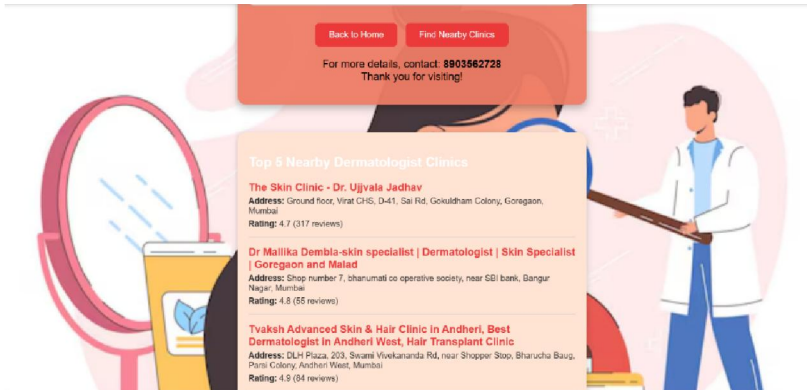 Back to Home Find Nearby Clinics
For more details, contact: 8903562728
Thank you for visiting!
Top 5 Nearby Dermatologist Clinics
The Skin Clinic - Dr. Ujjvala Jadhav
Address: Ground floor, Virat CHS, D-41, Sai Rd, Gokuldham Colony, Goregaon,
Mumbai
Rating: 4.7 (317 reviews)
Dr Mallika Dembla-skin specialist | Dermatologist | Skin Specialist
| Goregaon and Malad
Address: Shop number 7, bhanumati co operative society, near SBI bank, Bangur
Nagar, Mumbai
Rating: 4.8 (55 reviews)
Tvaksh Advanced Skin & Hair Clinic in Andheri, Best
Dermatologist in Andheri West, Hair Transplant Clinic
Address: DLH Plaza, 203, Swami Vivekananda Rd, near Shopper Stop, Bharucha Baug,
Parsi Colony, Andheri West, Mumbai
Rating: 4.9 (84 reviews)